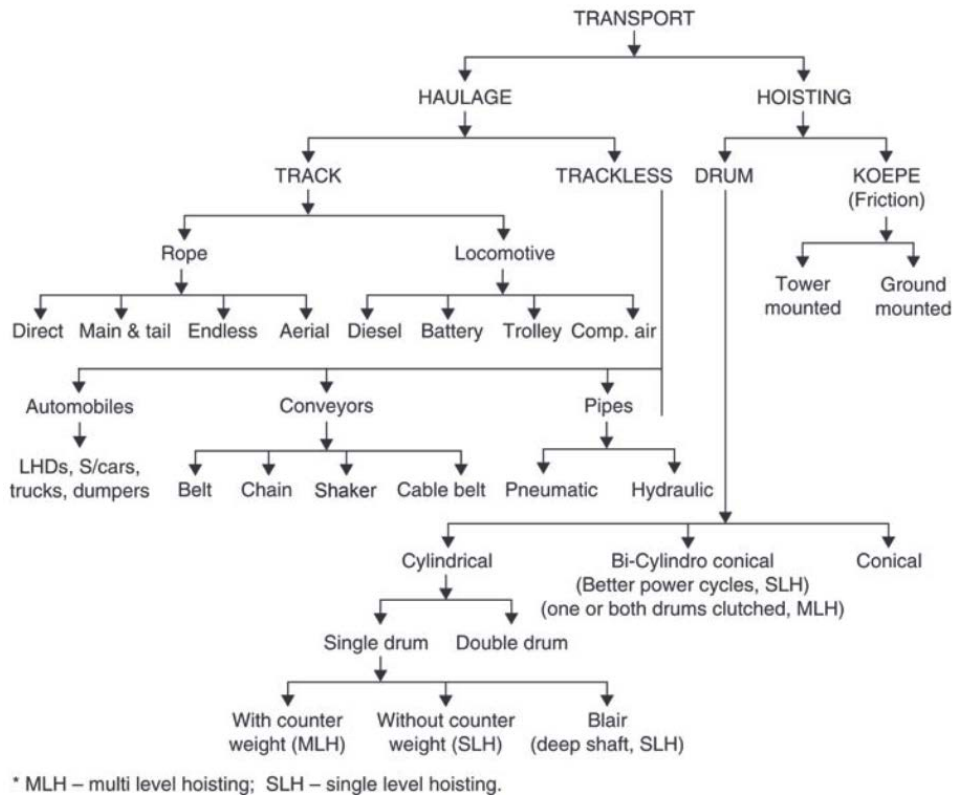 TRANSPORT
HAULAGE
HOISTING
TRACK
TRACKLESS
DRUM
KOEPE
(Friction)
Rope
Locomotive
Tower
mounted
Ground
mounted
Direct
Main & tail
Endless
Aerial
Diesel
Battery
Trolley
Comp. air
Automobiles
Conveyors
Pipes
LHDs, S/cars,
trucks, dumpers
Belt
Chain
Shaker
Cable belt
Pneumatic
Hydraulic
Cylindrical
Bi-Cylindro conical
(Better power cycles, SLH)
(one or both drums clutched, MLH)
Conical
Single drum
Double drum
With counter
weight (MLH)
Without counter
weight (SLH)
Blair
(deep shaft, SLH)
* MLH – multi level hoisting; SLH – single level hoisting.